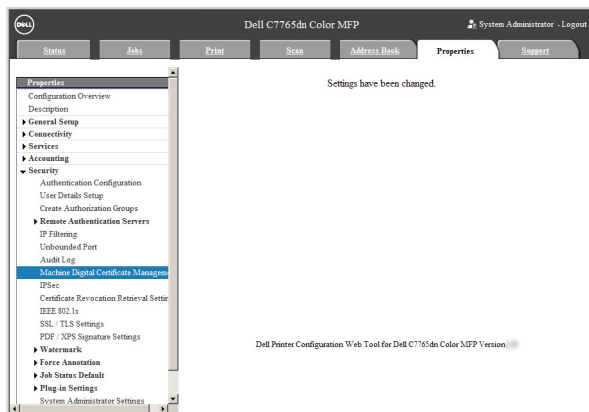 DELL
Dell C7765dn Color MFP
System Administrator - Logout
Status
Jobs
Print
Scan
Address Book
Properties
Support
Properties
Configuration Overview
Description
General Setup
Connectivity
Services
Accounting
Security
Authentication Configuration
User Details Setup
Create Authorization Groups
Remote Authentication Servers
IP Filtering
Unbounded Port
Audit Log
Machine Digital Certificate Manageme
IPSec
Certificate Revocation Retrieval Settin
IEEE 802.1x
SSL / TLS Settings
PDF / XPS Signature Settings
Watermark
Force Annotation
Job Status Default
Plug-in Settings
System Administrator Settings
Settings have been changed.
Dell Printer Configuration Web Tool for Dell C7765dn Color MFP Version